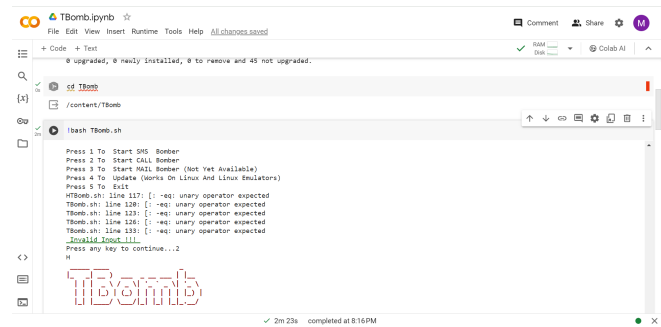 TBomb.ipynb
Comment
Share
M
File Edit View Insert Runtime Tools Help All changes saved
+ Code + Text
RAM
Disk
Colab AI
0 upgraded, 0 newly installed, 0 to remove and 45 not upgraded.
0s
cd TBomb
{x}
/content/TBomb
2m
!bash TBomb.sh
Press 1 To  Start SMS  Bomber
Press 2 To  Start CALL Bomber
Press 3 To  Start MAIL Bomber (Not Yet Available)
Press 4 To  Update (Works On Linux And Linux Emulators)
Press 5 To  Exit
HTBomb.sh: line 117: [: -eq: unary operator expected
TBomb.sh: line 120: [: -eq: unary operator expected
TBomb.sh: line 123: [: -eq: unary operator expected
TBomb.sh: line 126: [: -eq: unary operator expected
TBomb.sh: line 133: [: -eq: unary operator expected
Invalid Input !!!
Press any key to continue...2
H
TBomb
2m 23s completed at 8:16 PM